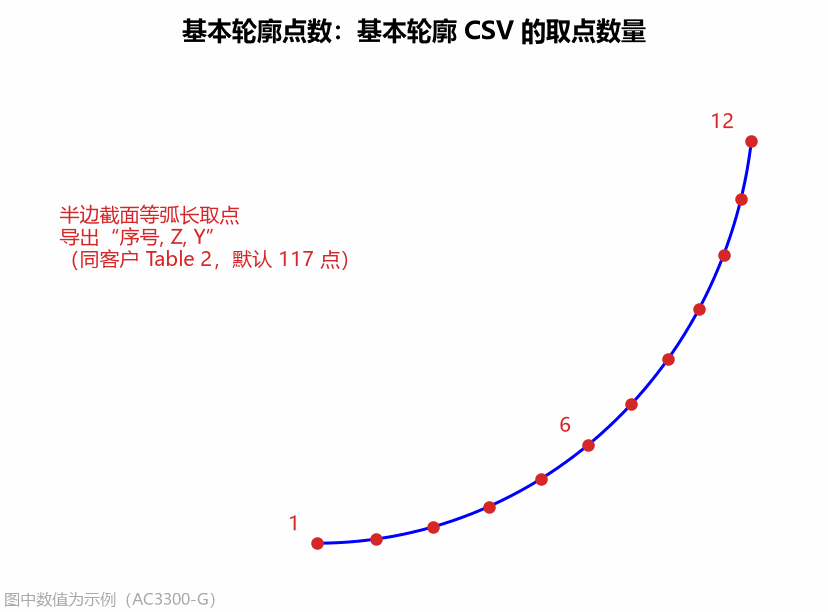 基本轮廓点数：基本轮廓 CSV 的取点数量
12
半边截面等弧长取点
导出“序号, Z, Y”
（同客户 Table 2，默认 117 点）
6
1
图中数值为示例（AC3300-G）